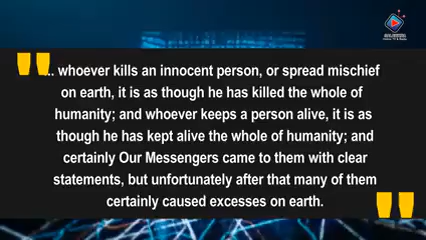 ... whoever kills an innocent person, or spread mischief
on earth, it is as though he has killed the whole of
humanity; and whoever keeps a person alive, it is as
though he has kept alive the whole of humanity; and
certainly Our Messengers came to them with clear
statements, but unfortunately after that many of them
certainly caused excesses on earth.